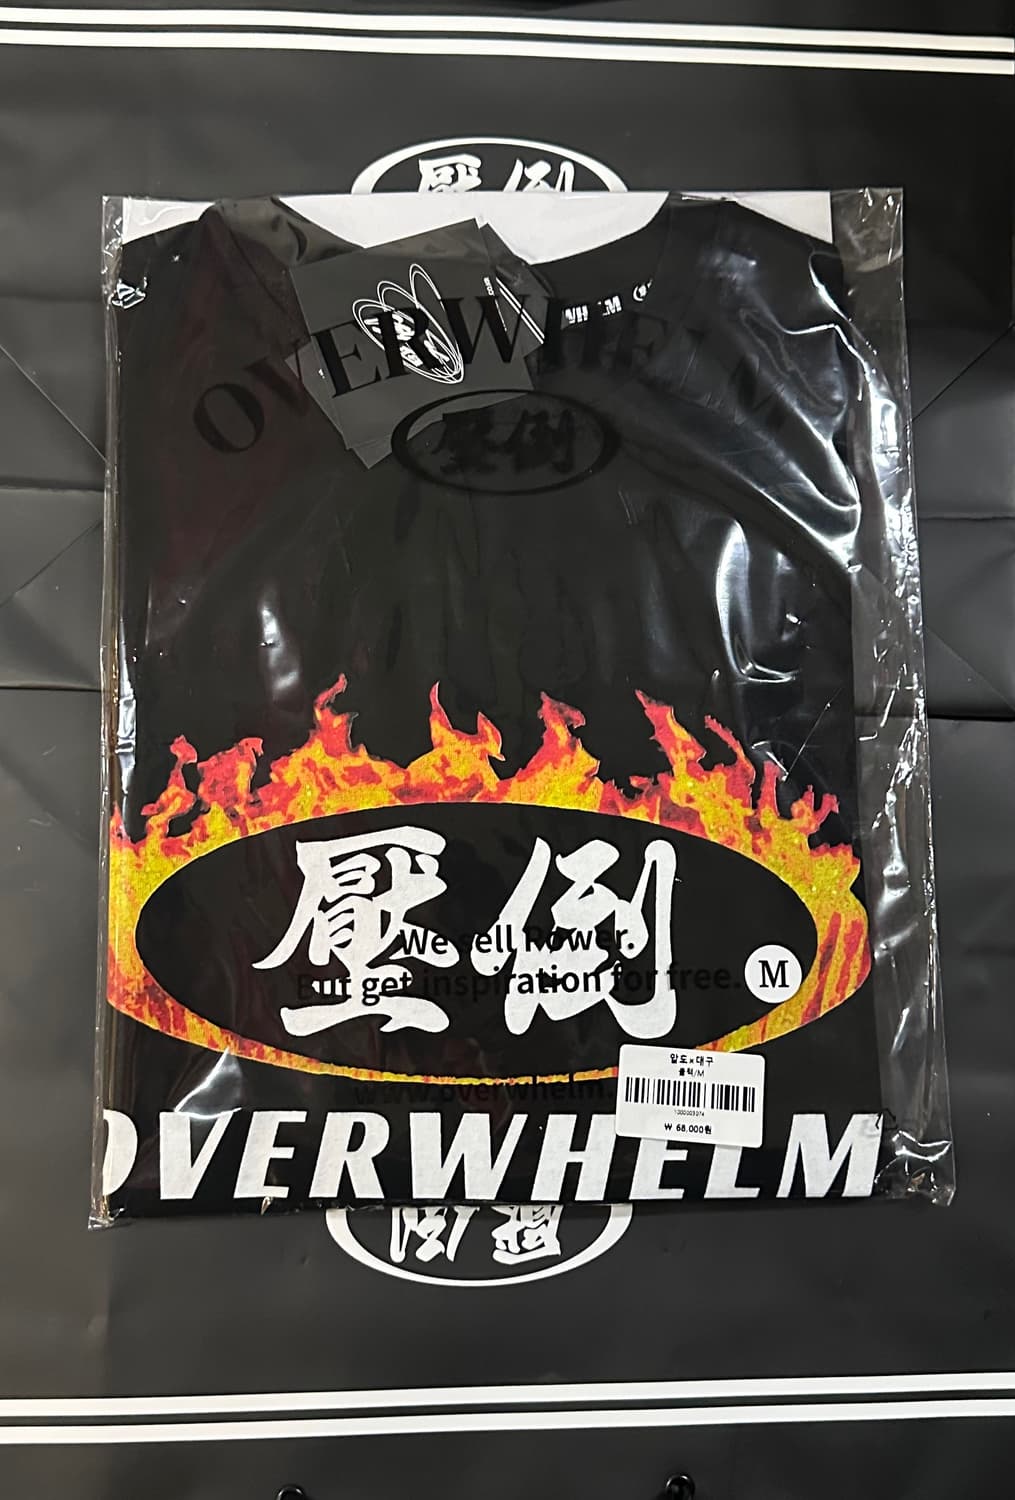 壓倒
OVERWHELM
壓倒
壓倒
We sell Power.
But get inspiration for free.
M
압도×대구
블랙/M
₩ 68,000원
www.overwhelm.
OVERWHELM
壓倒